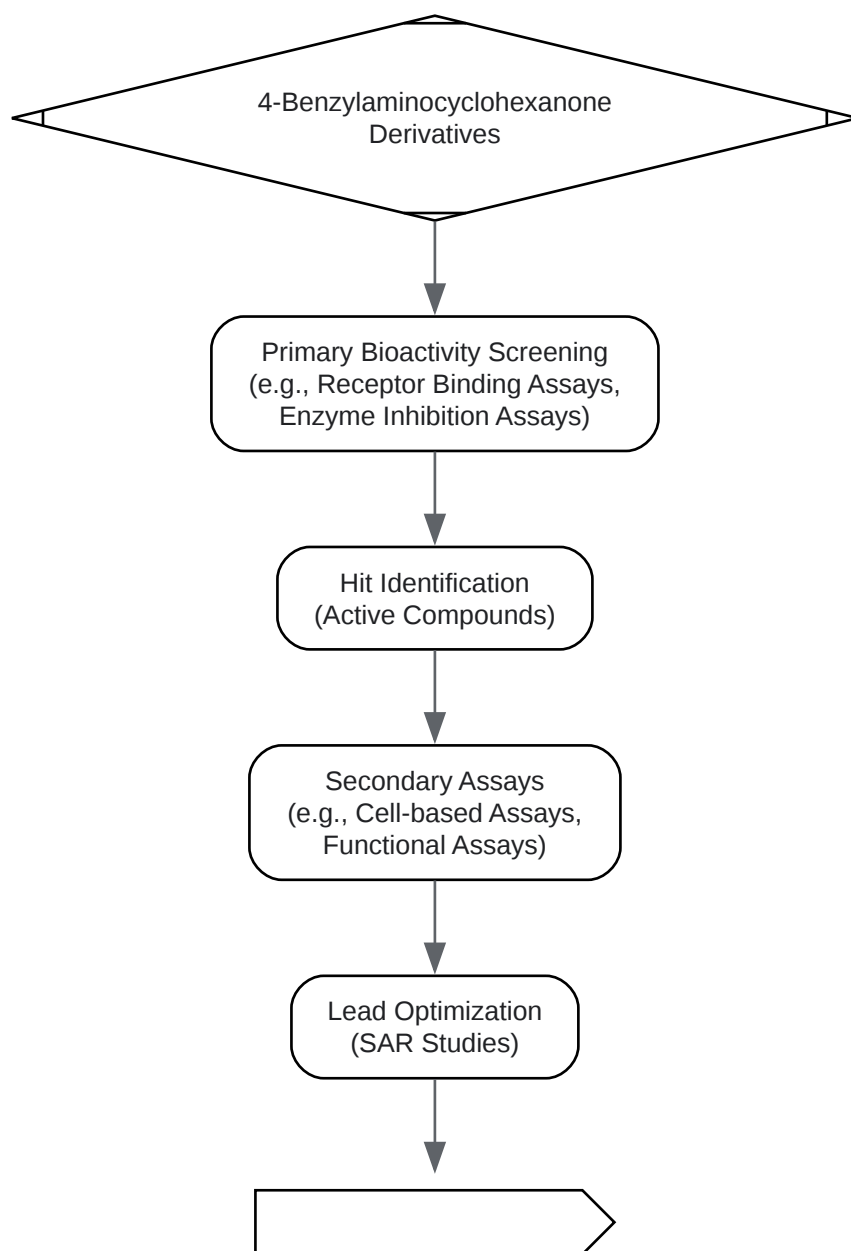 4-Benzylaminocyclohexanone
Derivatives
Primary Bioactivity Screening
(e.g., Receptor Binding Assays,
Enzyme Inhibition Assays)
Hit Identification
(Active Compounds)
Secondary Assays
(e.g., Cell-based Assays,
Functional Assays)
Lead Optimization
(SAR Studies)